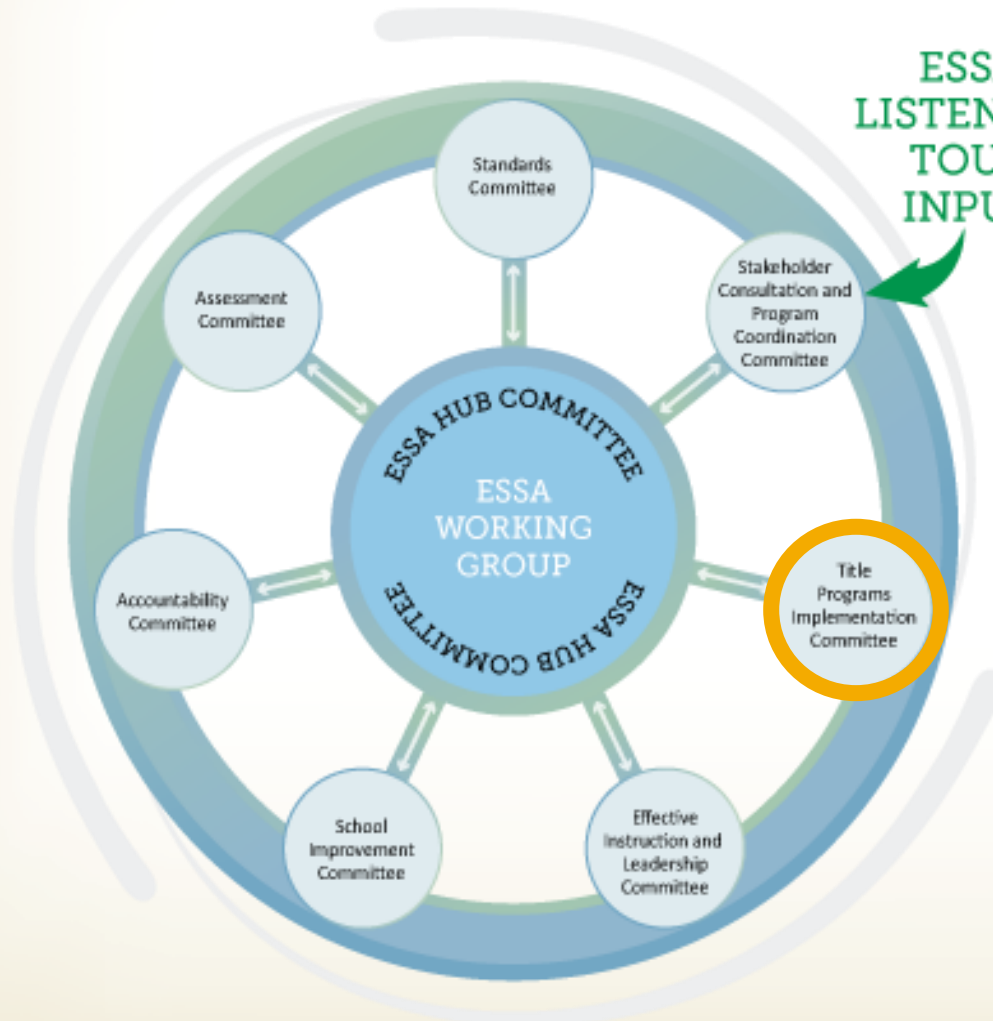 ESS
LISTEN
TOU
INPU
Standards
Committee
Stakeholder
Consultation and
Program
Coordination
Committee
Assessment
Committee
ESSA HUB COMMITTEE
ESSA
WORKING
GROUP
ESSA HUB COMMITTEE
Title
Programs
Implementation
Committee
Accountability
Committee
Effective
Instruction and
Leadership
Committee
School
Improvement
Committee